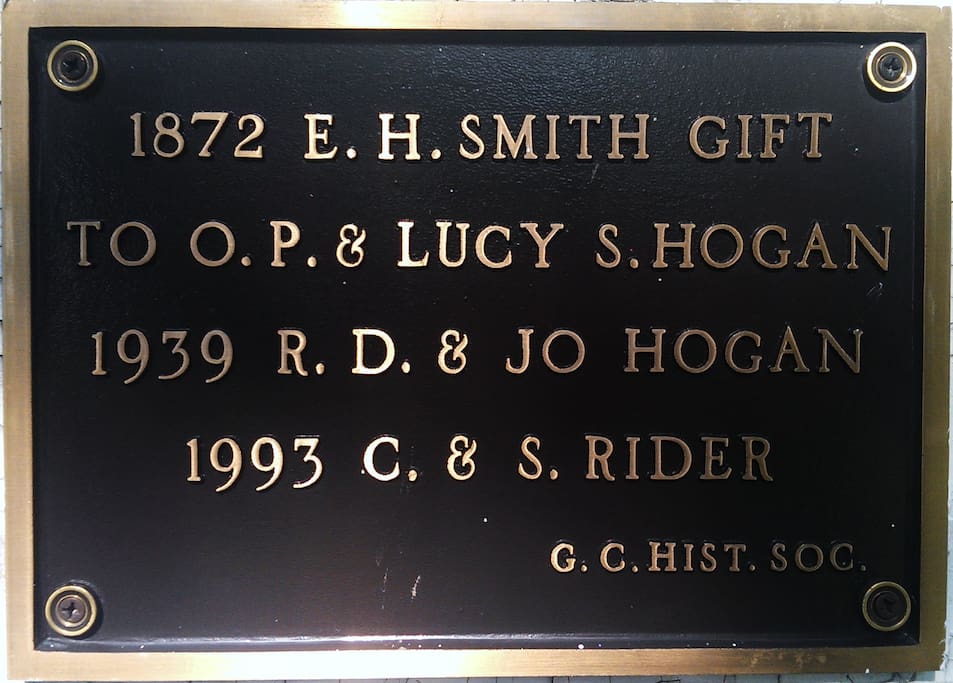 1872 E. H. SMITH GIFT
TO O. P. & LUCY S. HOGAN
1939 R. D. & JO HOGAN
1993 C. & S. RIDER
G. C. HIST. SOC.